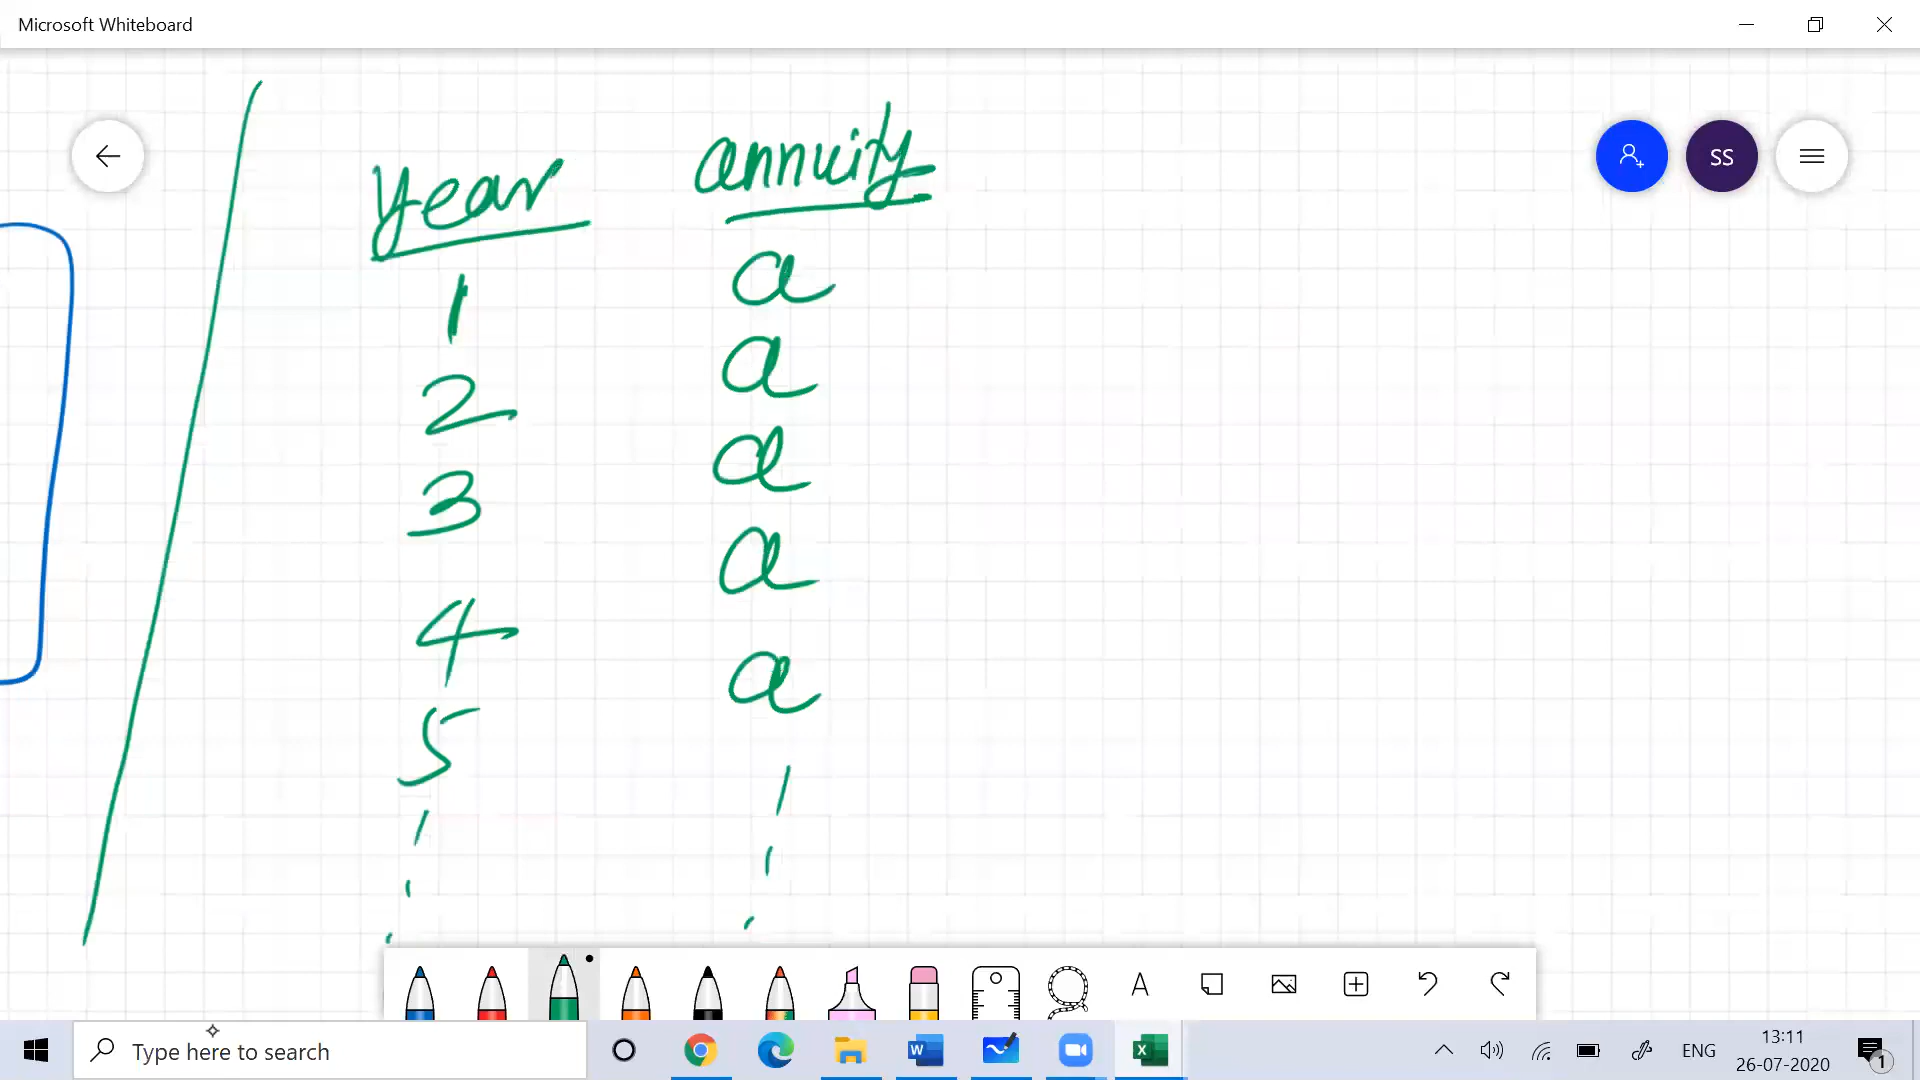 Microsoft Whiteboard
SS
year annuity
1 a
2 a
3 a
4 a
5 a
Type here to search
ENG
13:11
26-07-2020
1